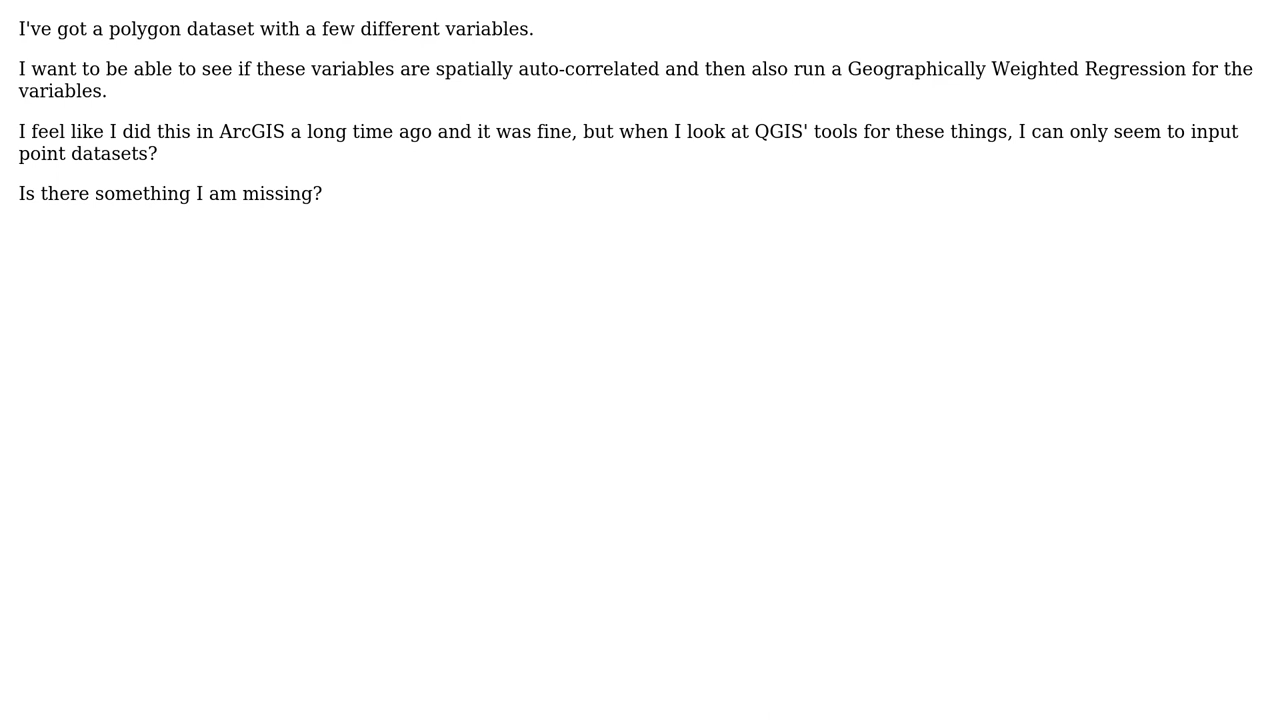 I've got a polygon dataset with a few different variables.
I want to be able to see if these variables are spatially auto-correlated and then also run a Geographically Weighted Regression for the
variables.
I feel like I did this in ArcGIS a long time ago and it was fine, but when I look at QGIS' tools for these things, I can only seem to input
point datasets?
Is there something I am missing?